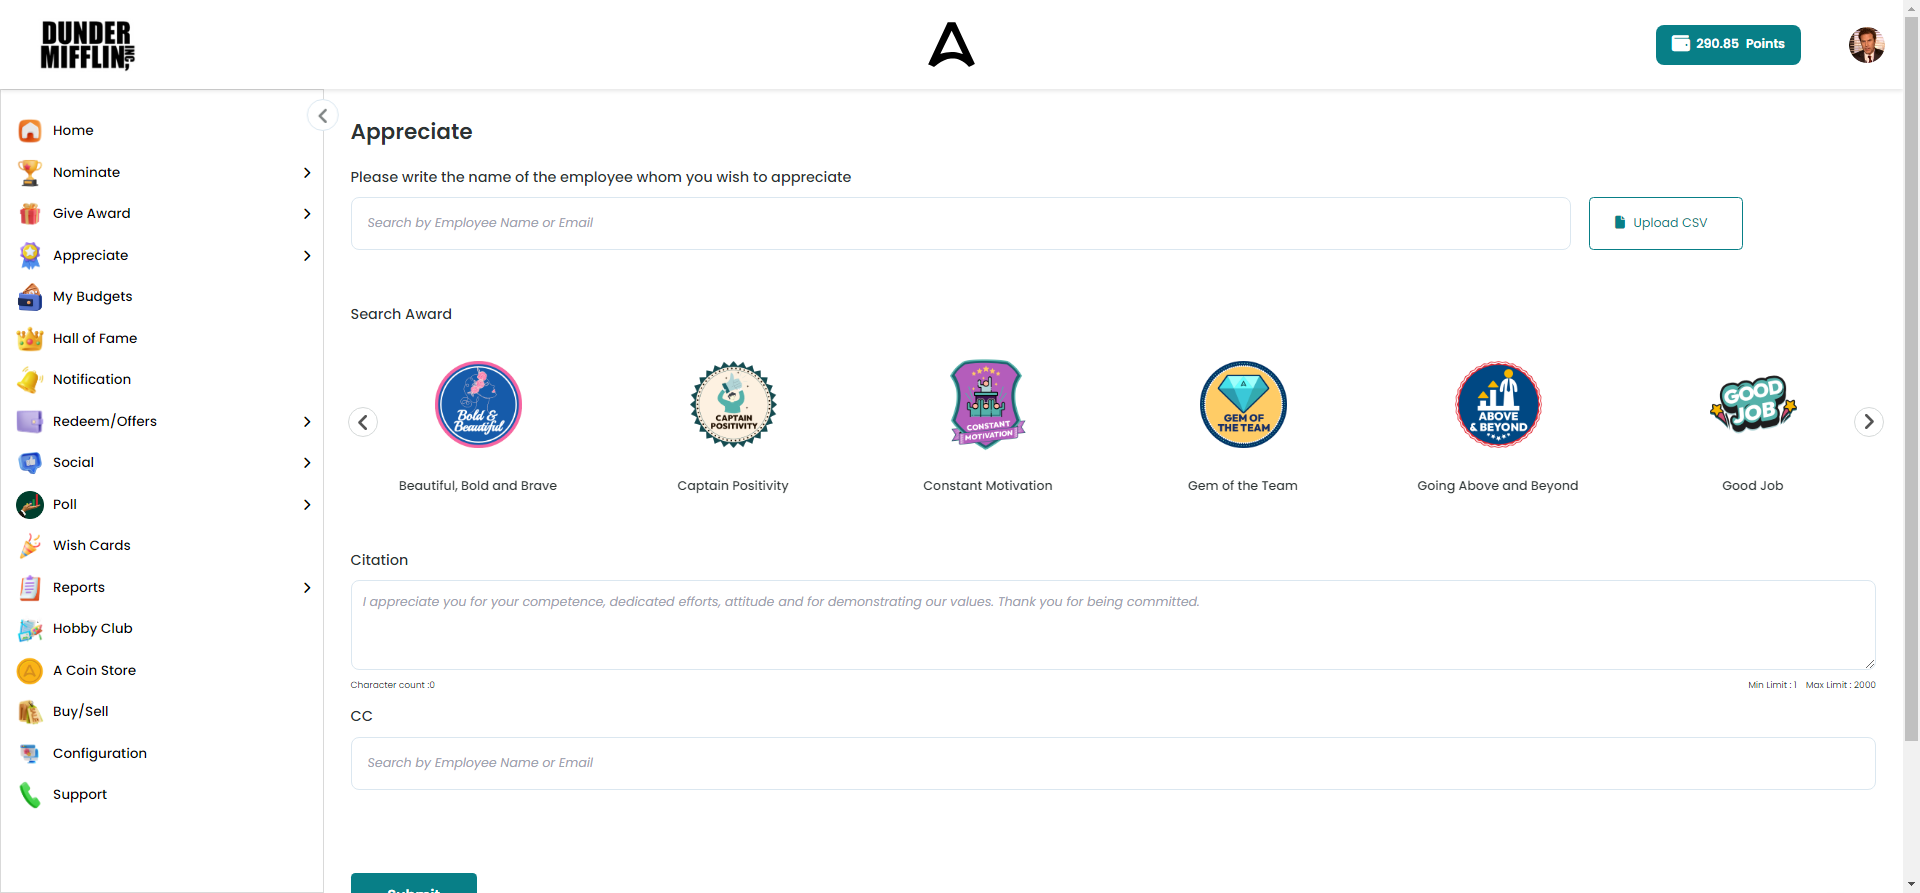 DUNDER
MIFFLIN, INC
290.85 Points
Home
Nominate
Give Award
Appreciate
My Budgets
Hall of Fame
Notification
Redeem/Offers
Social
Poll
Wish Cards
Reports
Hobby Club
A Coin Store
Buy/Sell
Configuration
Support
Appreciate
Please write the name of the employee whom you wish to appreciate
Search by Employee Name or Email
Upload CSV
Search Award
Bold &
Beautiful
CAPTAIN
POSITIVITY
CONSTANT
MOTIVATION
GEM OF
THE TEAM
ABOVE
& BEYOND
GOOD
JOB
Beautiful, Bold and Brave
Captain Positivity
Constant Motivation
Gem of the Team
Going Above and Beyond
Good Job
Citation
I appreciate you for your competence, dedicated efforts, attitude and for demonstrating our values. Thank you for being committed.
Character count :0
Min Limit : 1 Max Limit : 2000
CC
Search by Employee Name or Email
Submit